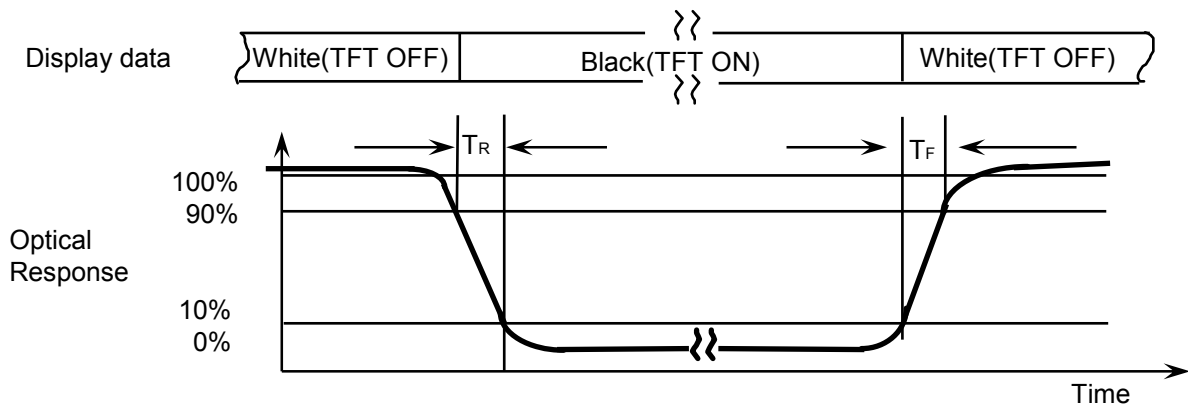 Display data
White(TFT OFF)
Black(TFT ON)
White(TFT OFF)
TR
TF
100%
90%
Optical
Response
10%
0%
Time